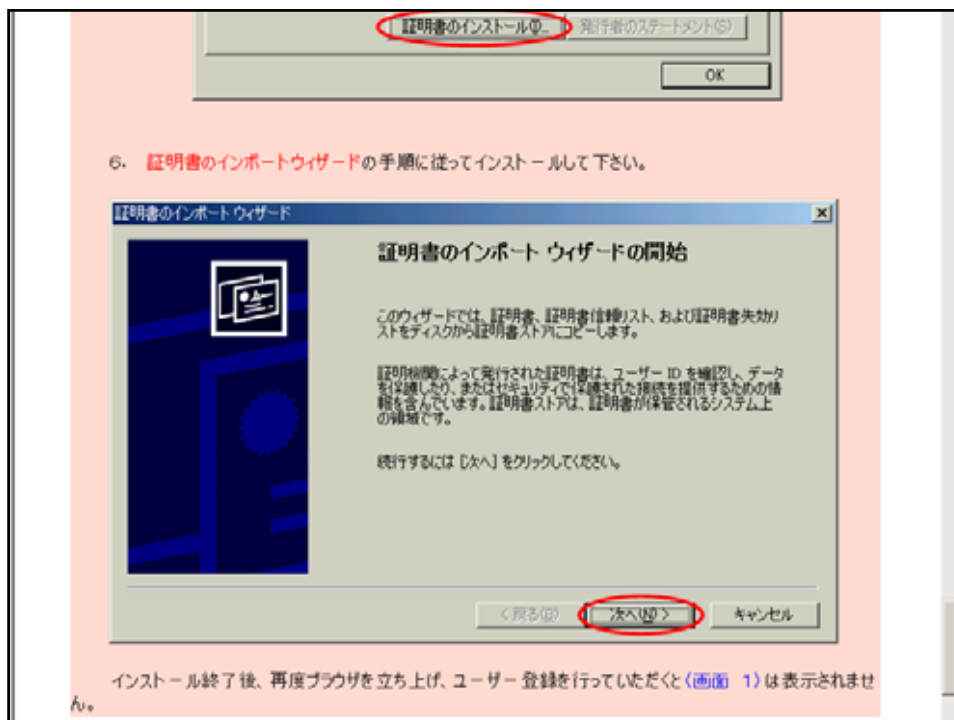 証明書のインストール(I)...
発行者のステートメント(S)
OK
6. 証明書のインポートウィザードの手順に従ってインストールして下さい。
証明書のインポート ウィザード
証明書のインポート ウィザードの開始
このウィザードでは、証明書、証明書信頼リスト、および証明書失効リ
ストをディスクから証明書ストアにコピーします。
証明機関によって発行された証明書は、ユーザー ID を確認し、データ
を保護したり、またはセキュリティで保護された接続を提供するための情
報を含んでいます。証明書ストアは、証明書が保管されるシステム上
の領域です。
続行するには [次へ] をクリックしてください。
< 戻る(B)
次へ(N) >
キャンセル
インストール終了後、再度ブラウザを立ち上げ、ユーザー登録を行っていただくと(画面 1)は表示されませ
ん。